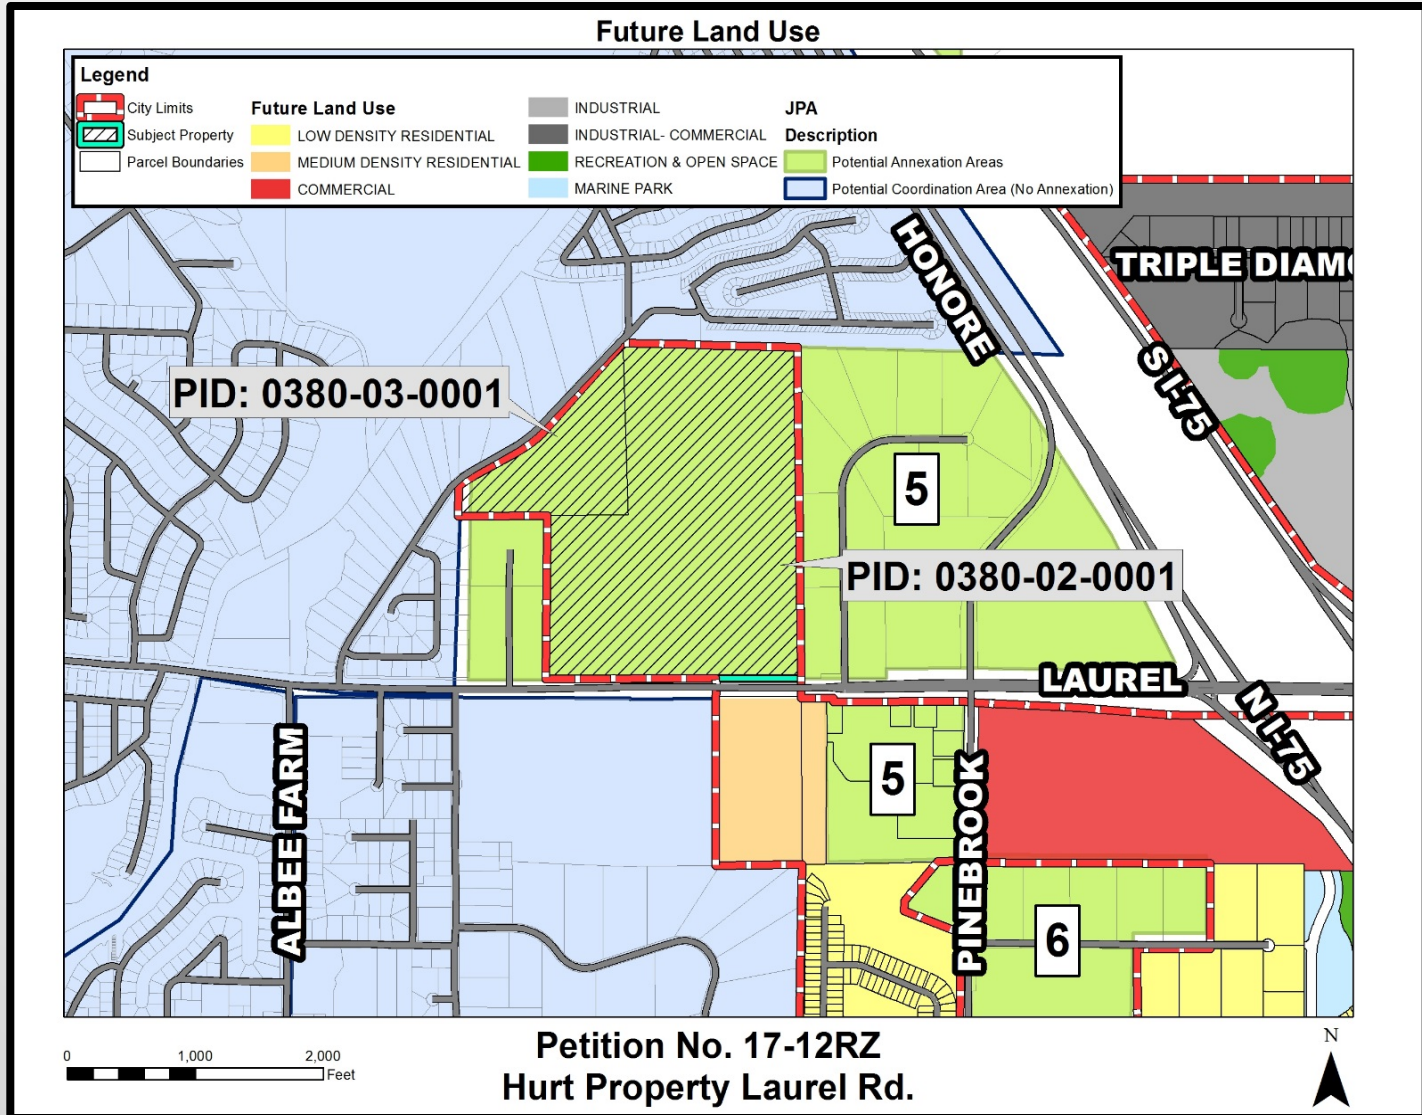 Future Land Use
Legend
City Limits
Subject Property
Parcel Boundaries
Future Land Use
LOW DENSITY RESIDENTIAL
MEDIUM DENSITY RESIDENTIAL
COMMERCIAL
INDUSTRIAL
INDUSTRIAL- COMMERCIAL
RECREATION & OPEN SPACE
MARINE PARK
JPA
Description
Potential Annexation Areas
Potential Coordination Area (No Annexation)
HONORE
TRIPLE DIAMO
S I-75
PID: 0380-03-0001
5
PID: 0380-02-0001
LAUREL
N I-75
ALBEE FARM
5
PINEBROOK
6
0 1,000 2,000
Feet
Petition No. 17-12RZ
Hurt Property Laurel Rd.
N